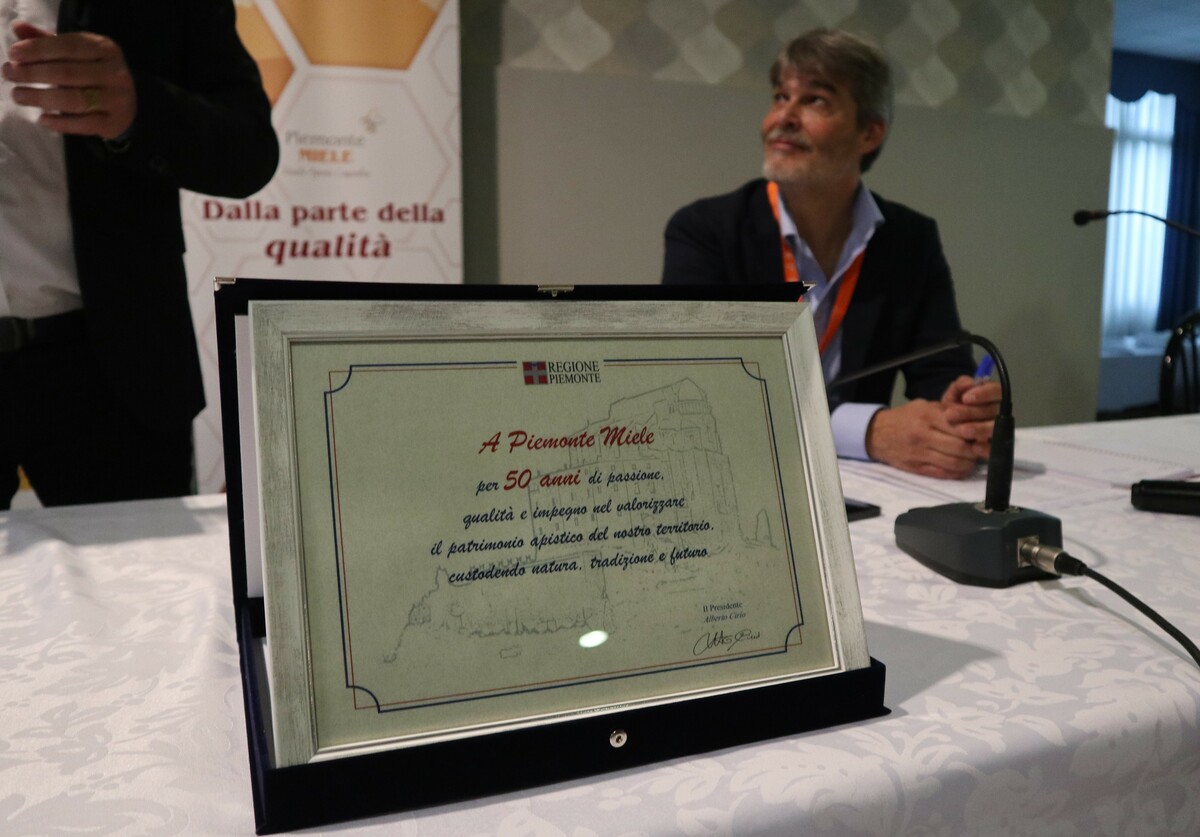 Piemonte
MIELE
Dalla parte della
qualità
REGIONE
PIEMONTE
A Piemonte Miele
per 50 anni di passione,
qualità e impegno nel valorizzare
il patrimonio apistico del nostro territorio,
custodendo natura, tradizione e futuro
Il Presidente
Alberto Cirio